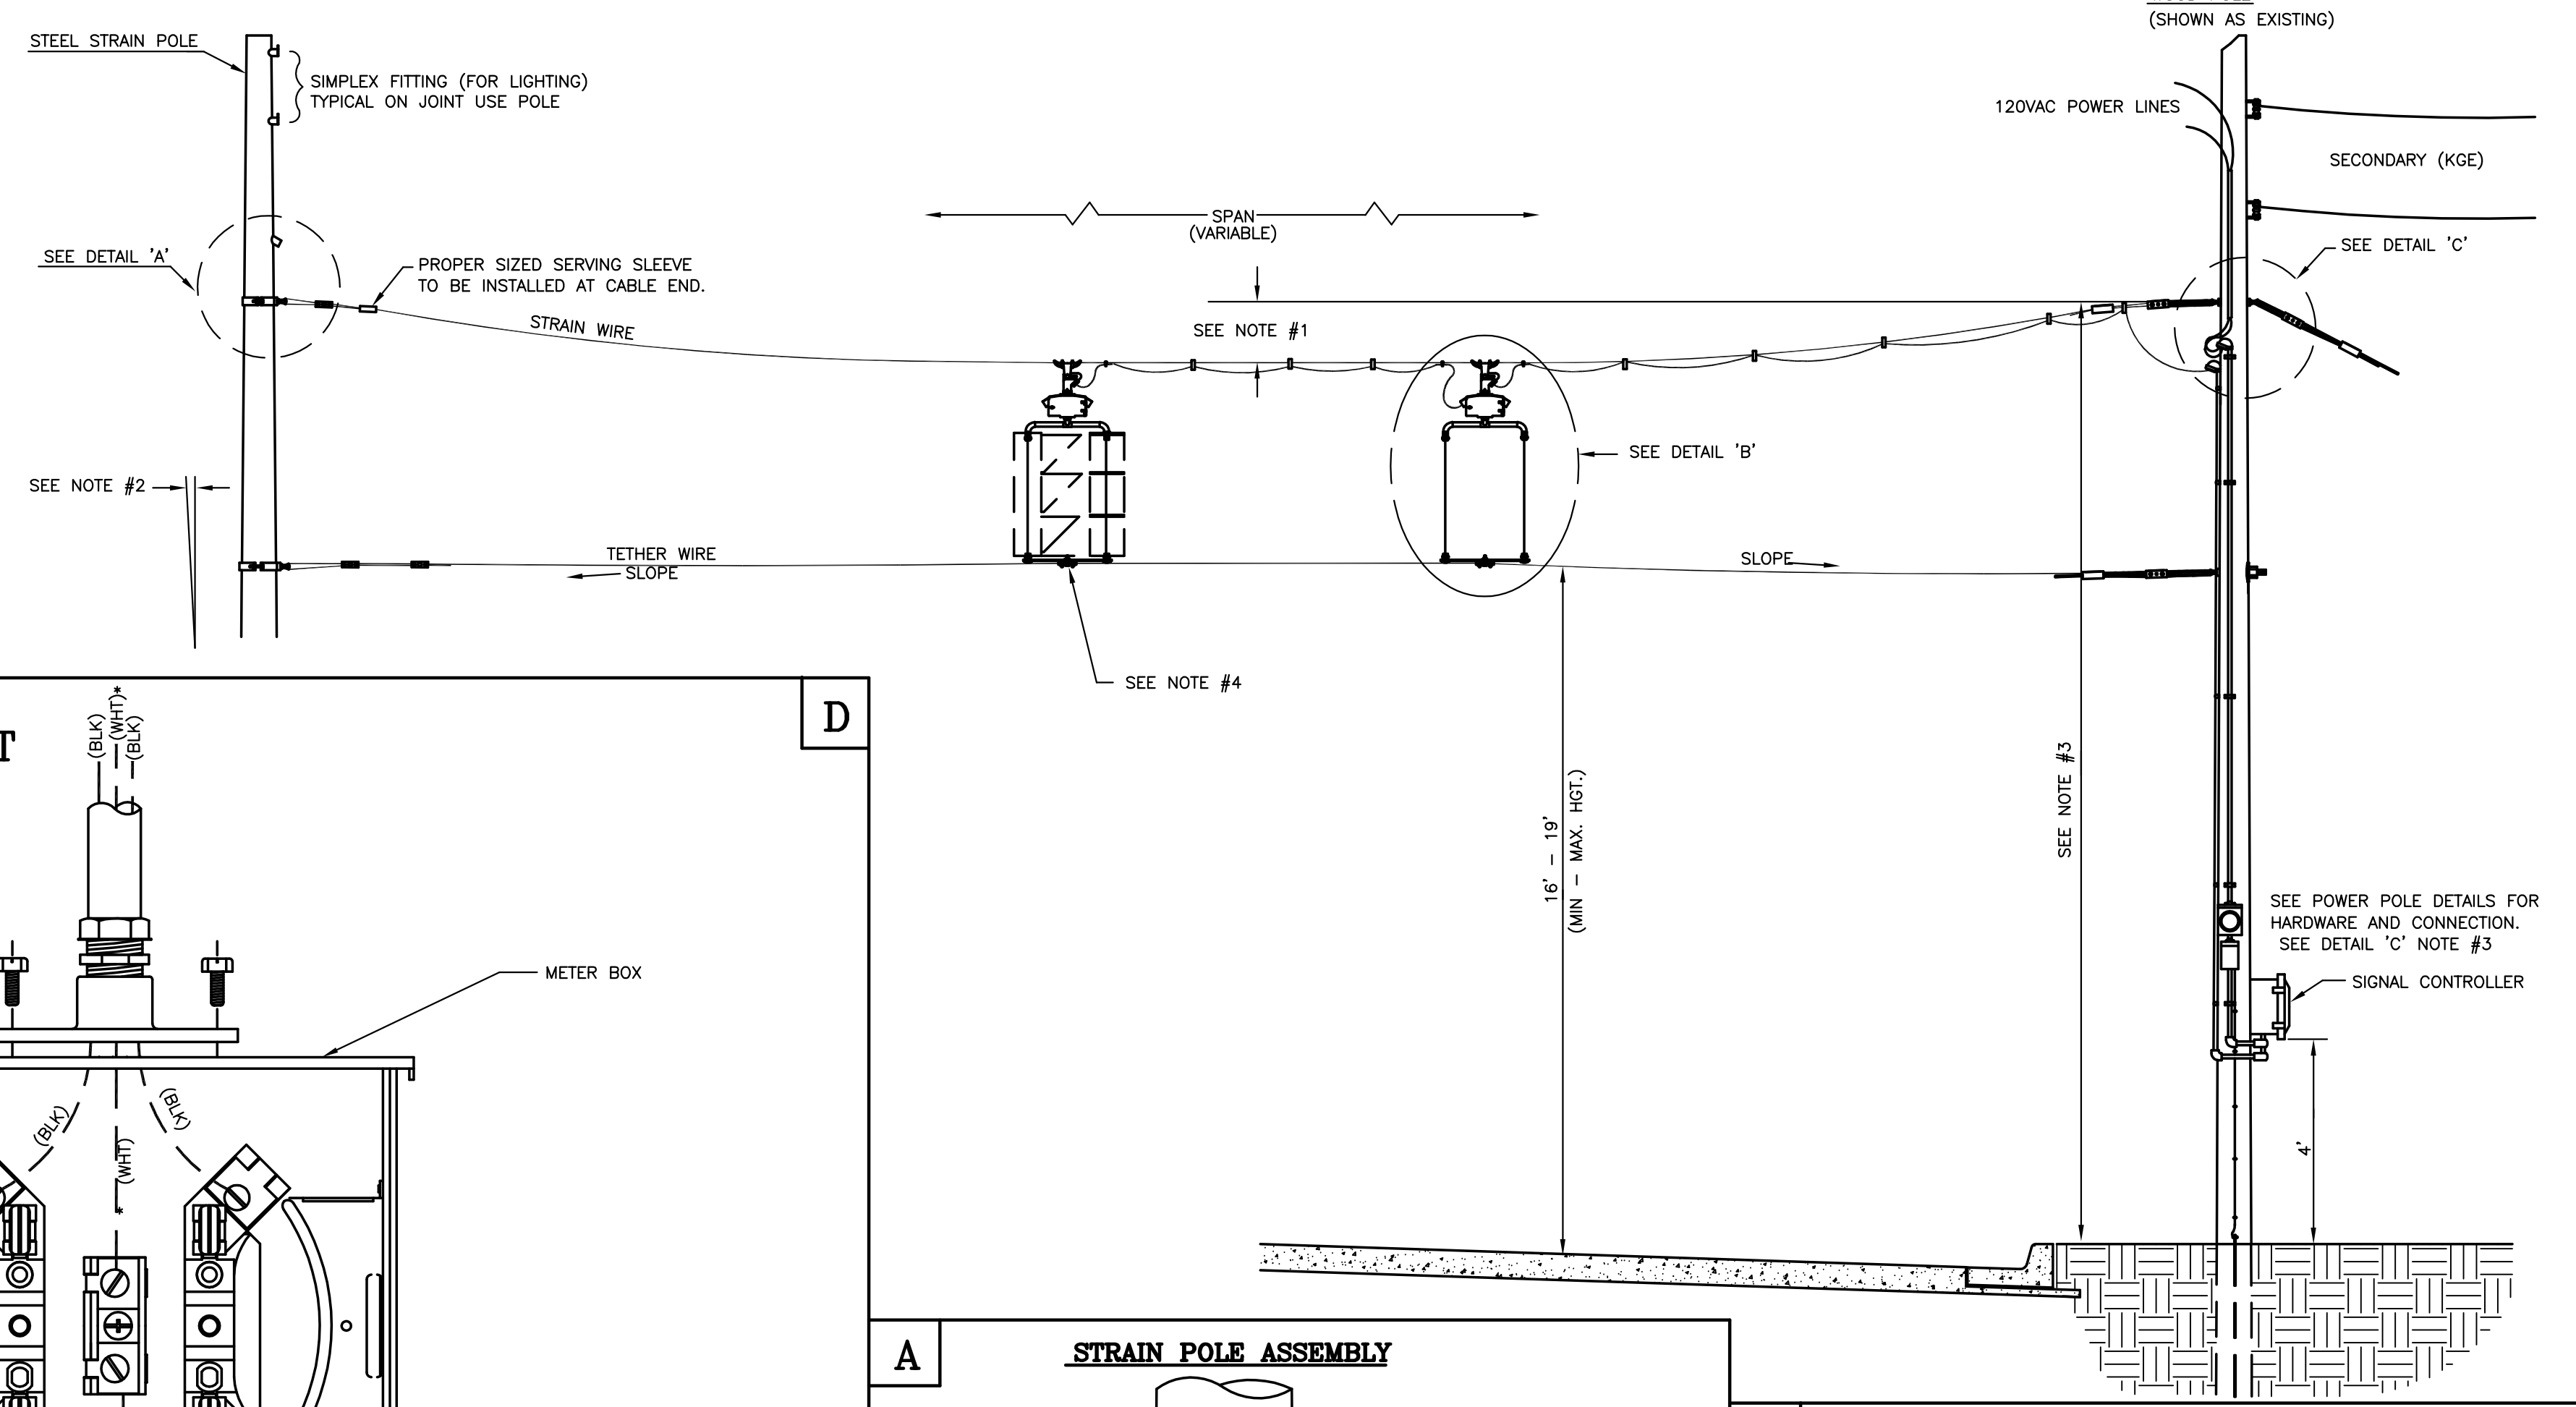 (SHOWN AS EXISTING)
STEEL STRAIN POLE
SIMPLEX FITTING (FOR LIGHTING)
TYPICAL ON JOINT USE POLE
120VAC POWER LINES
SECONDARY (KGE)
SPAN
(VARIABLE)
SEE DETAIL 'A'
PROPER SIZED SERVING SLEEVE
TO BE INSTALLED AT CABLE END.
SEE DETAIL 'C'
STRAIN WIRE
SEE NOTE #1
SEE DETAIL 'B'
SEE NOTE #2
TETHER WIRE
SLOPE
SLOPE
SEE NOTE #4
SEE NOTE #3
16' - 19'
(MIN - MAX. HGT.)
SEE POWER POLE DETAILS FOR
HARDWARE AND CONNECTION.
SEE DETAIL 'C' NOTE #3
SIGNAL CONTROLLER
4'
T
D
(BLK)
(WHT)*
(BLK)
METER BOX
(BLK)
(WHT)
*
(BLK)
A
STRAIN POLE ASSEMBLY